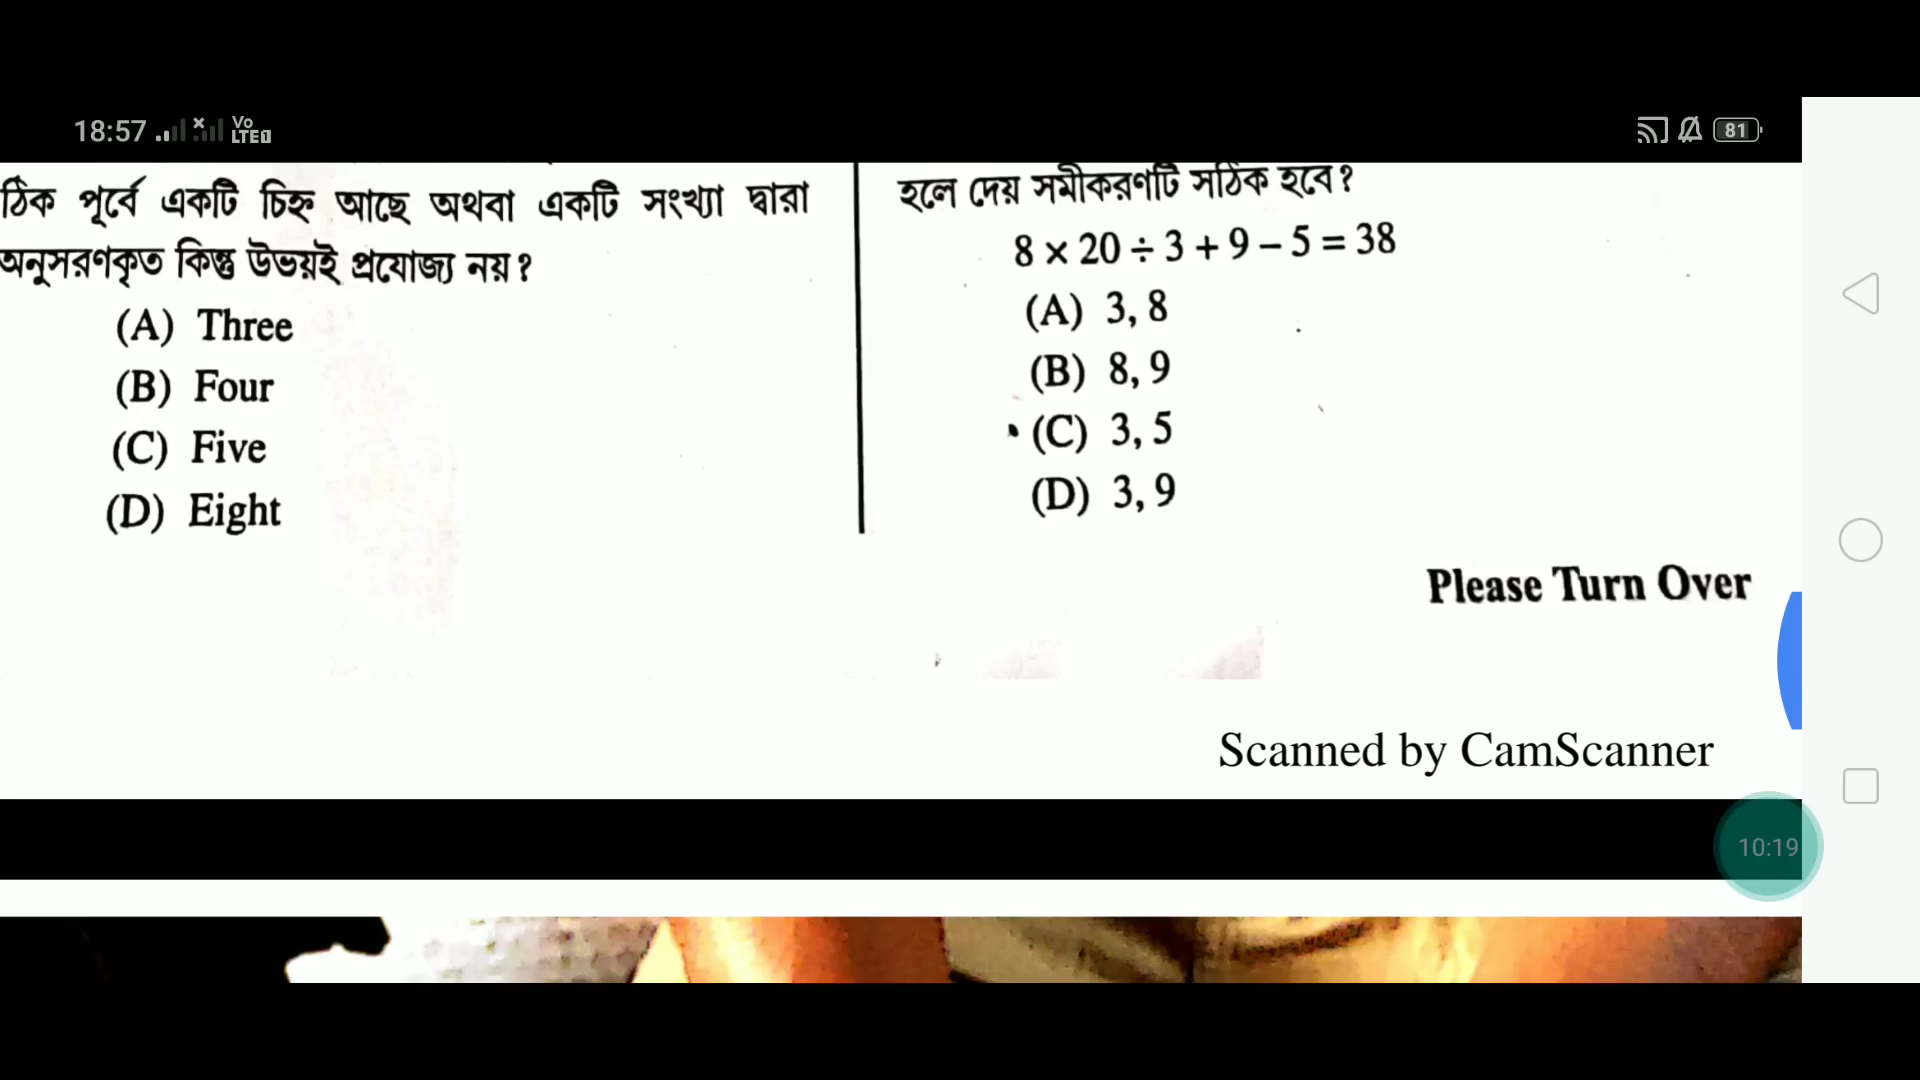 18:57 Vo LTE1 81
ঠিক পূর্বে একটি চিহ্ন আছে অথবা একটি সংখ্যা দ্বারা
অনুসরণকৃত কিন্তু উভয়ই প্রযোজ্য নয় ?
(A) Three
(B) Four
(C) Five
(D) Eight
হলে দেয় সমীকরণটি সঠিক হবে ?
8 × 20 ÷ 3 + 9 – 5 = 38
(A) 3, 8
(B) 8, 9
(C) 3, 5
(D) 3, 9
Please Turn Over
Scanned by CamScanner
10:19